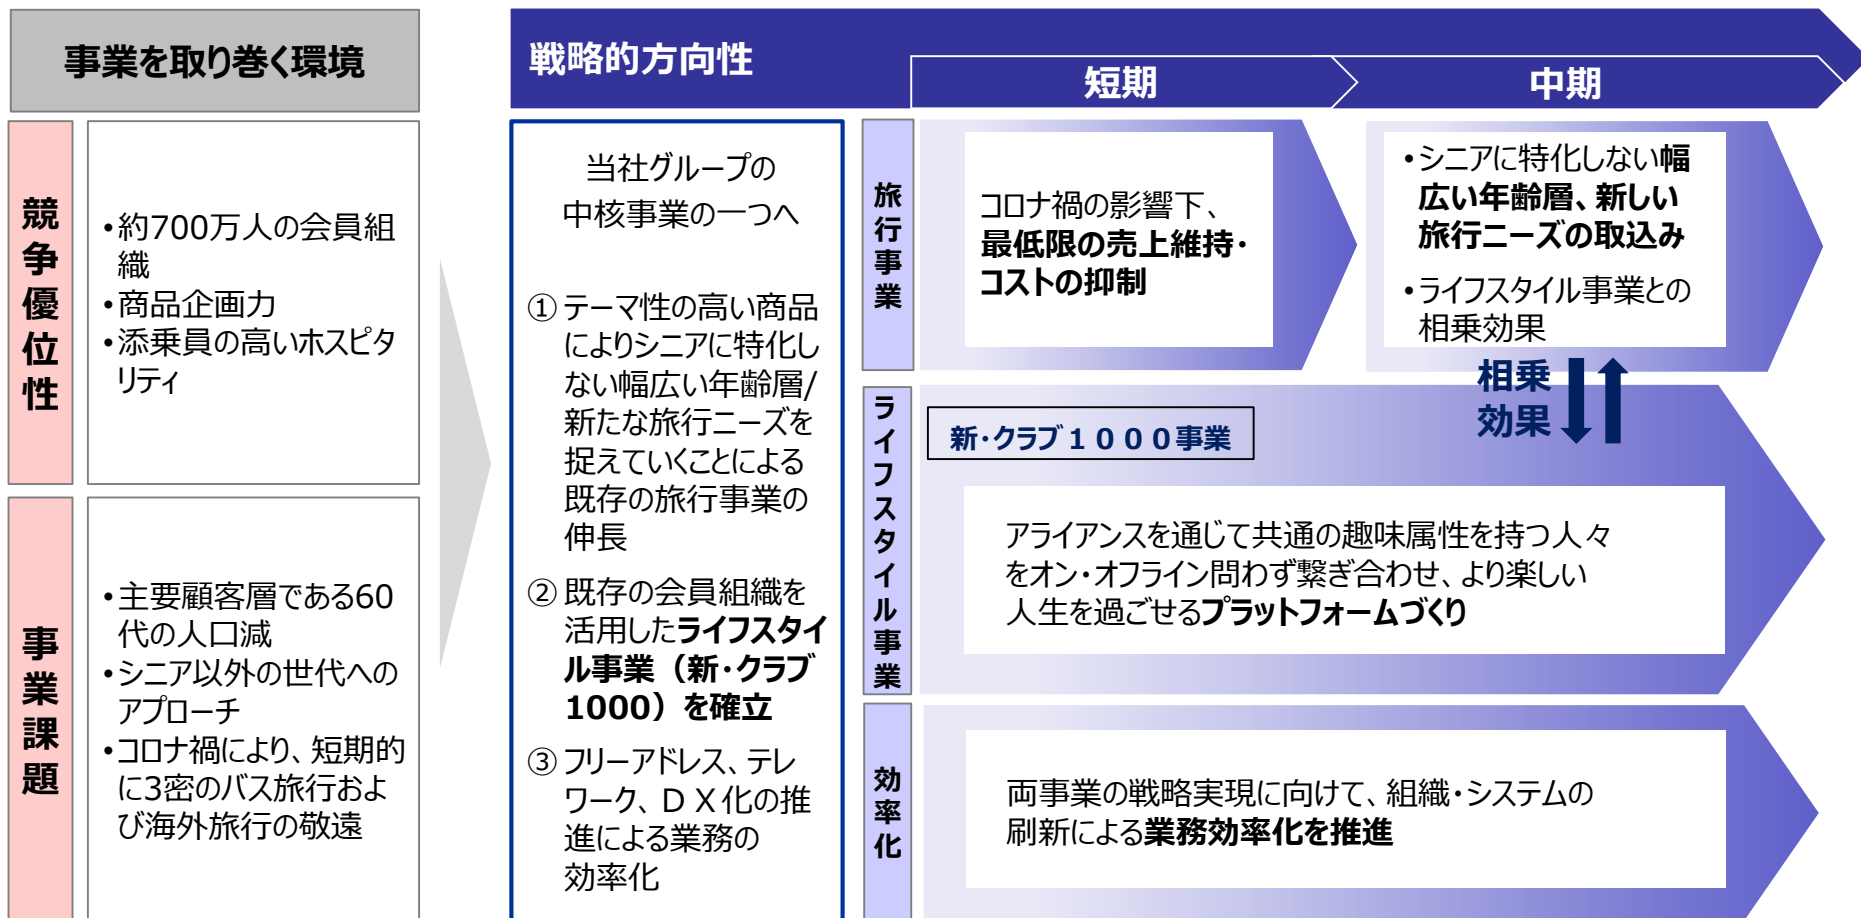 事業を取り巻く環境
競争優位性
•約700万人の会員組
織
•商品企画力
•添乗員の高いホスピタ
リティ
事業課題
•主要顧客層である60
代の人口減
•シニア以外の世代への
アプローチ
•コロナ禍により、短期的
に3密のバス旅行およ
び海外旅行の敬遠
戦略的方向性
短期
中期
当社グループの
中核事業の一つへ
① テーマ性の高い商品
によりシニアに特化し
ない幅広い年齢層/
新たな旅行ニーズを
捉えていくことによる
既存の旅行事業の
伸長
② 既存の会員組織を
活用したライフスタイ
ル事業（新・クラブ
1000）を確立
③ フリーアドレス、テレ
ワーク、ＤＸ化の推
進による業務の
効率化
旅行事業
コロナ禍の影響下、
最低限の売上維持・
コストの抑制
•シニアに特化しない幅
広い年齢層、新しい
旅行ニーズの取込み
•ライフスタイル事業との
相乗効果
相乗
効果
ライフスタイル事業
新・クラブ１０００事業
アライアンスを通じて共通の趣味属性を持つ人々
をオン・オフライン問わず繋ぎ合わせ、より楽しい
人生を過ごせるプラットフォームづくり
効率化
両事業の戦略実現に向けて、組織・システムの
刷新による業務効率化を推進